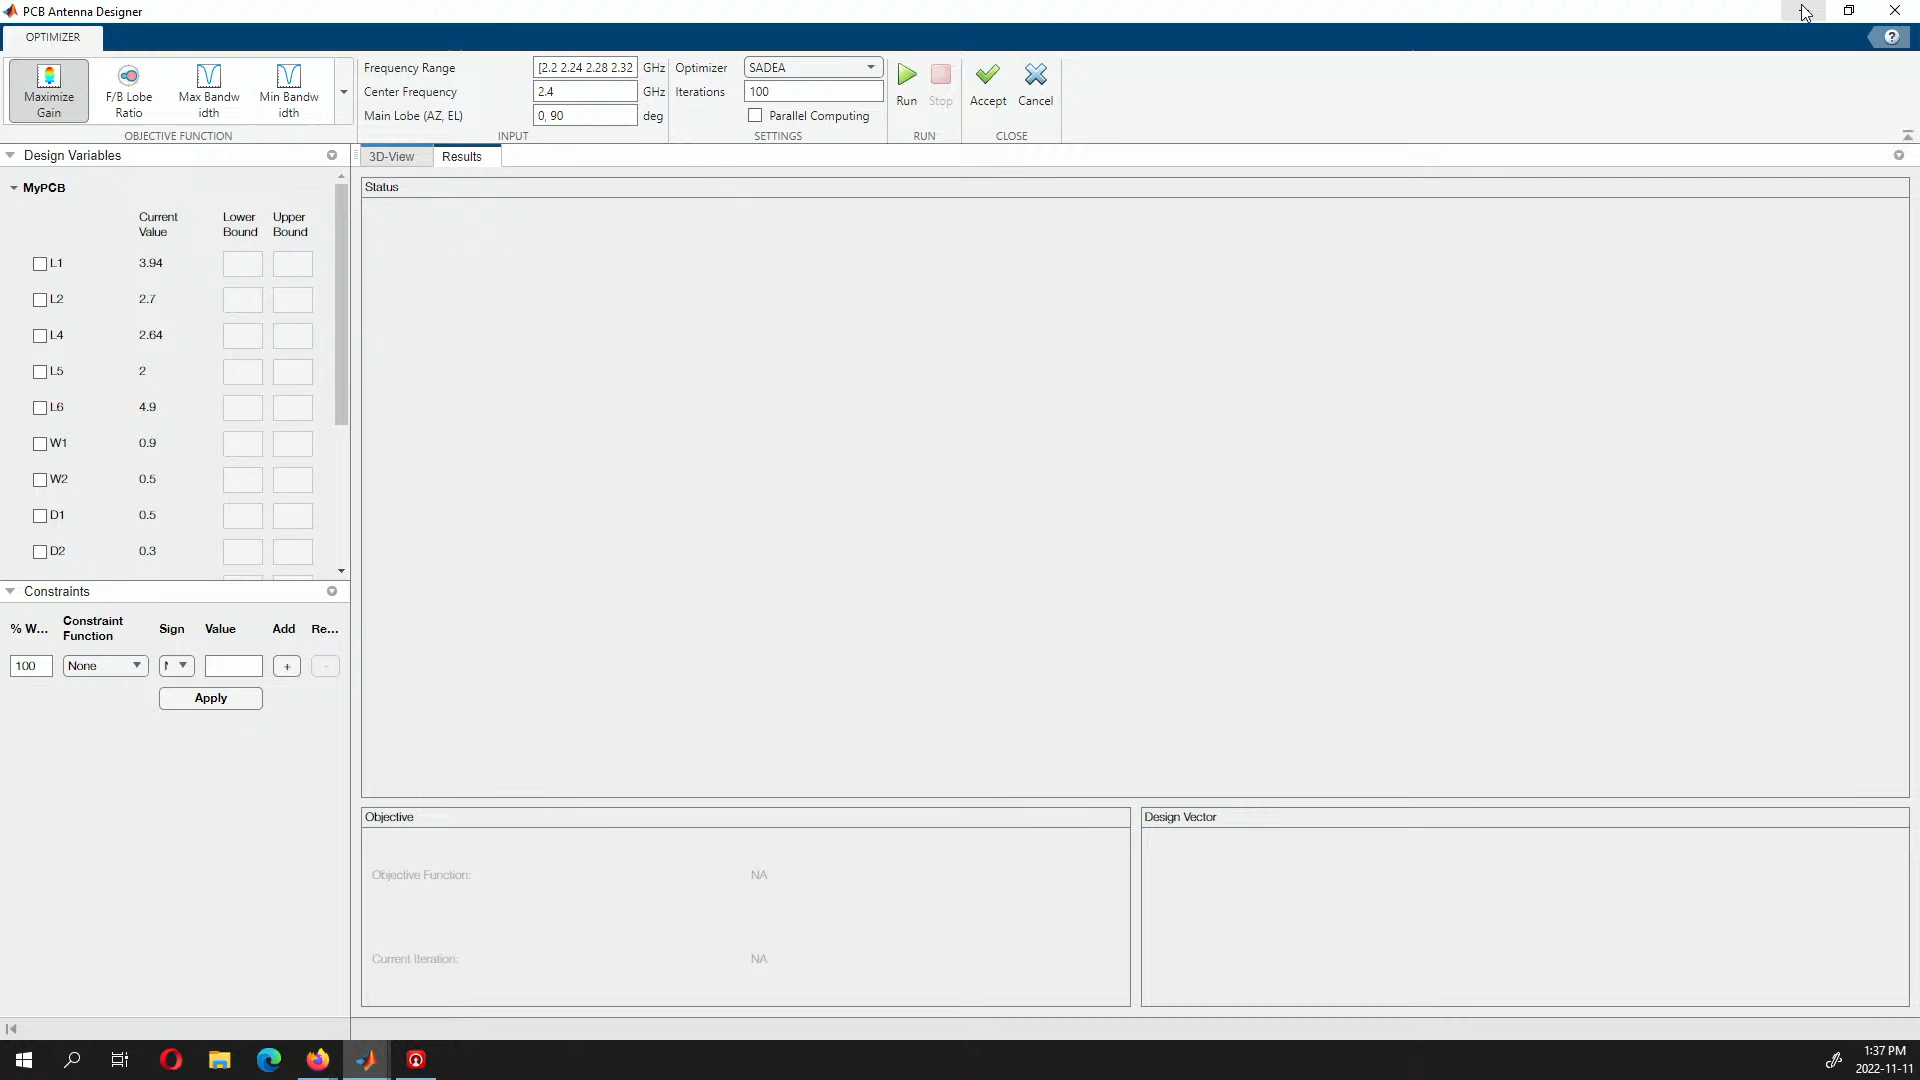 PCB Antenna Designer
OPTIMIZER
Maximize
Gain
F/B Lobe
Ratio
Max Bandw
idth
Min Bandw
idth
OBJECTIVE FUNCTION
Frequency Range
[2.2 2.24 2.28 2.32
GHz
Center Frequency
2.4
GHz
Main Lobe (AZ, EL)
0, 90
deg
INPUT
Optimizer
SADEA
Iterations
100
Parallel Computing
SETTINGS
Run
Stop
RUN
Accept
Cancel
CLOSE
Design Variables
MyPCB
Current
Value
Lower
Bound
Upper
Bound
L1 3.94
L2 2.7
L4 2.64
L5 2
L6 4.9
W1 0.9
W2 0.5
D1 0.5
D2 0.3
Constraints
% W...
Constraint
Function
Sign
Value
Add
Re...
100
None
+
-
Apply
3D-View
Results
Status
Objective
Objective Function: NA
Current Iteration: NA
Design Vector
1:37 PM
2022-11-11